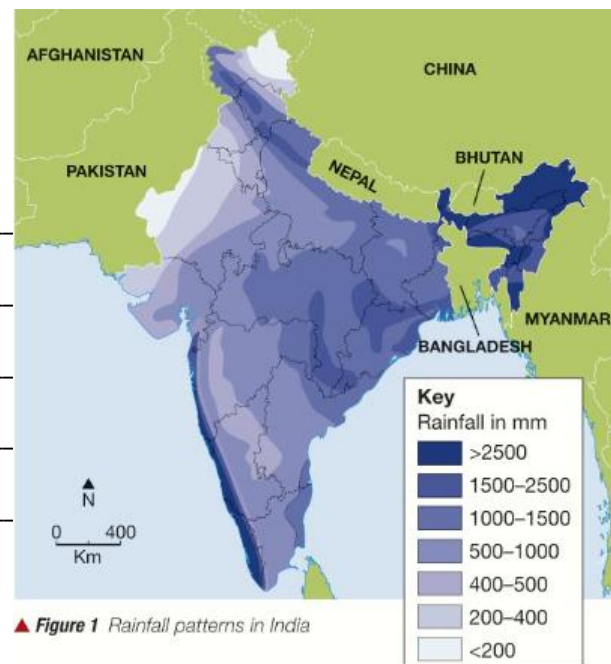 AFGHANISTAN
CHINA
PAKISTAN
NEPAL
BHUTAN
MYANMAR
BANGLADESH
N
0 400
Km
Key
Rainfall in mm
>2500
1500–2500
1000–1500
500–1000
400–500
200–400
<200
▲ Figure 1 Rainfall patterns in India